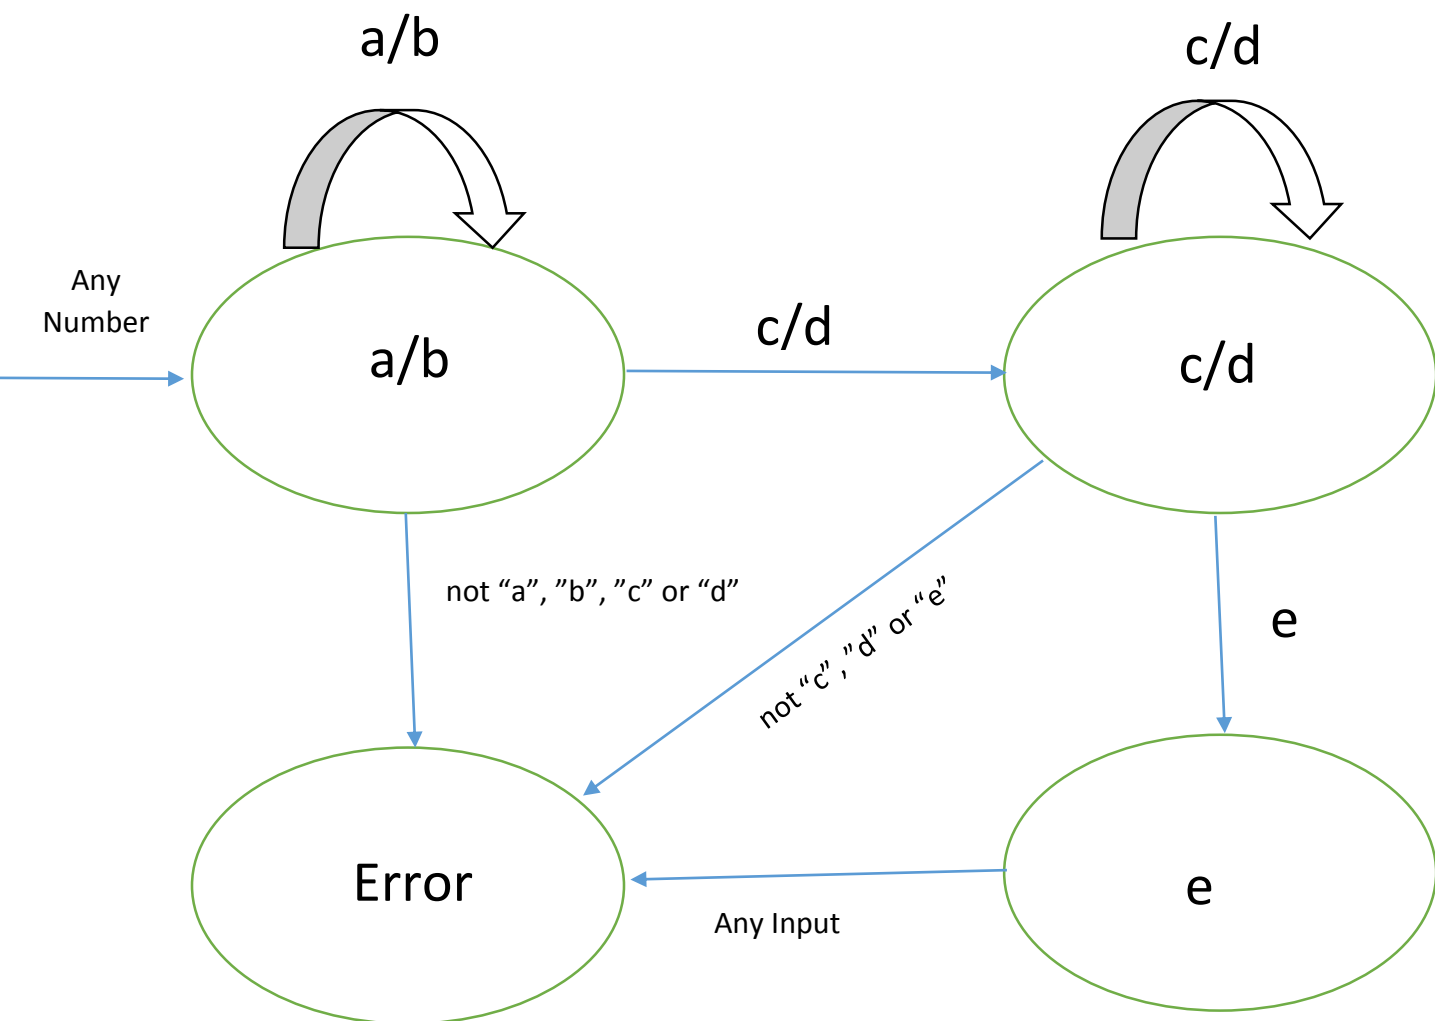 a/b
c/d
Any
Number
a/b
c/d
c/d
not “a”, ”b”, ”c” or “d”
not “c”, ”d” or “e”
e
Error
Any Input
e